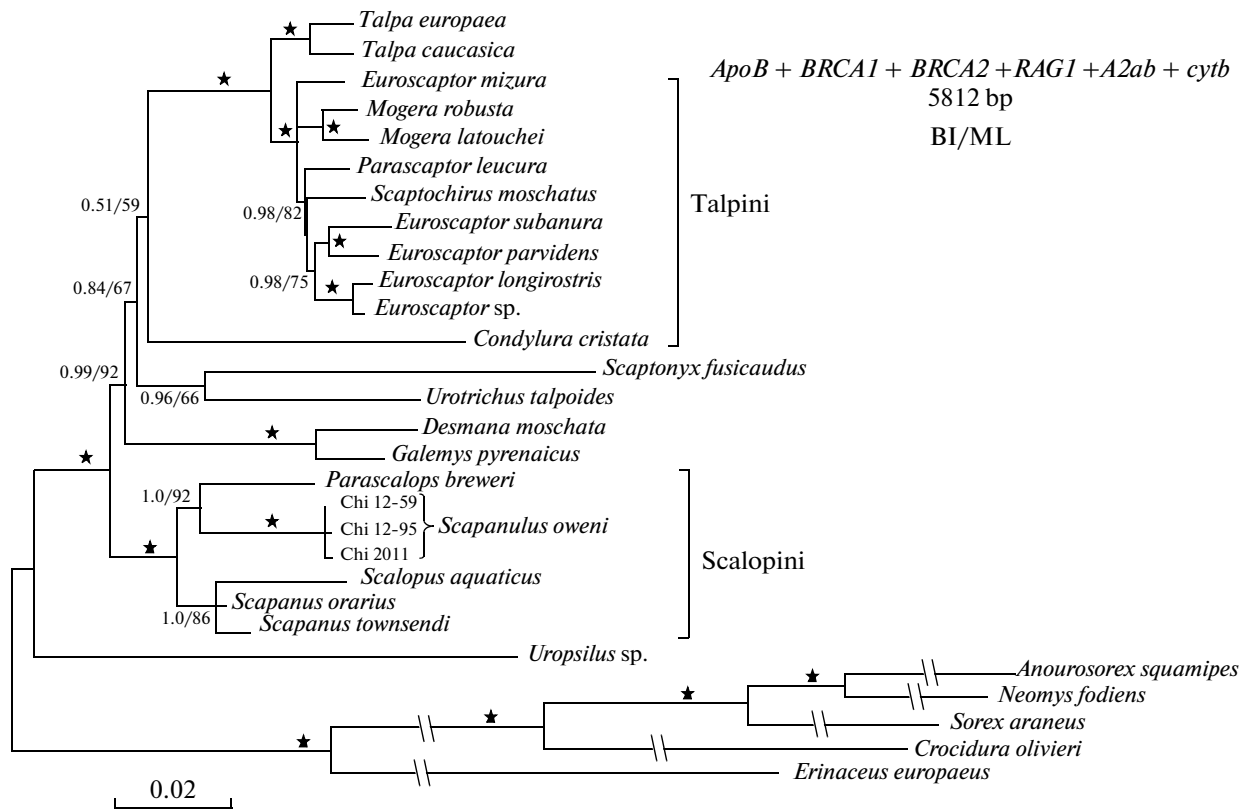 Talpa europaea
Talpa caucasica
Euroscaptor mizura
Mogera robusta
Mogera latouchei
Parascaptor leucura
Scaptochirus moschatus
Euroscaptor subanura
Euroscaptor parvidens
Euroscaptor longirostris
Euroscaptor sp.
Condylura cristata
Talpini
ApoB + BRCA1 + BRCA2 +RAG1 +A2ab + cytb
5812 bp
BI/ML
0.51/59
0.98/82
0.98/75
0.84/67
0.99/92
0.96/66
Scaptonyx fusicaudus
Urotrichus talpoides
Desmana moschata
Galemys pyrenaicus
Parascalops breweri
1.0/92
Chi 12-59
Chi 12-95
Chi 2011
Scapanulus oweni
Scalopus aquaticus
Scapanus orarius
1.0/86
Scapanus townsendi
Scalopini
Uropsilus sp.
Anourosorex squamipes
Neomys fodiens
Sorex araneus
Crocidura olivieri
Erinaceus europaeus
0.02